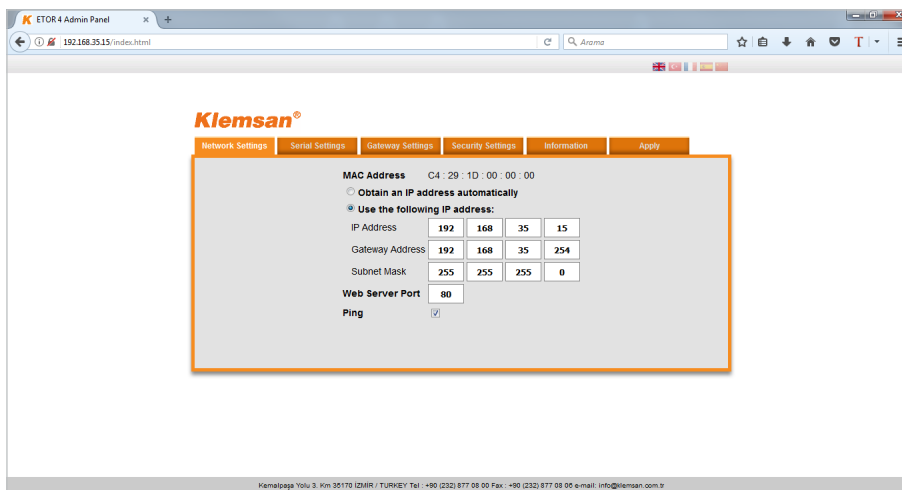 ETOR 4 Admin Panel
192.168.35.15/index.html
Arama
Klemsan®
Network Settings
Serial Settings
Gateway Settings
Security Settings
Information
Apply
MAC Address C4 : 29 : 1D : 00 : 00 : 00
Obtain an IP address automatically
Use the following IP address:
IP Address 192 168 35 15
Gateway Address 192 168 35 254
Subnet Mask 255 255 255 0
Web Server Port 80
Ping
Kemalpaşa Yolu 3. Km 35170 İZMİR / TURKEY Tel : +90 (232) 877 08 00 Fax : +90 (232) 877 08 06 e-mail: info@klemsan.com.tr